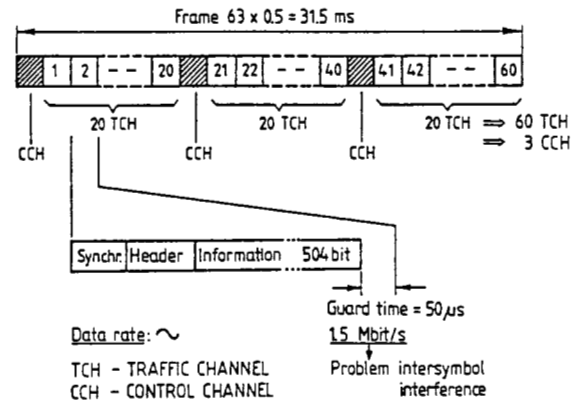 Frame 63 x 0.5 = 31.5 ms
1 2 -- 20 21 22 -- 40 41 42 -- 60
20 TCH 20 TCH 20 TCH ⇒ 60 TCH
⇒ 3 CCH
CCH CCH CCH
Synchr. Header Information ... 504 bit
Guard time = 50 µs
Data rate: ~ 1.5 Mbit/s
TCH - TRAFFIC CHANNEL
CCH - CONTROL CHANNEL
Problem intersymbol
interference